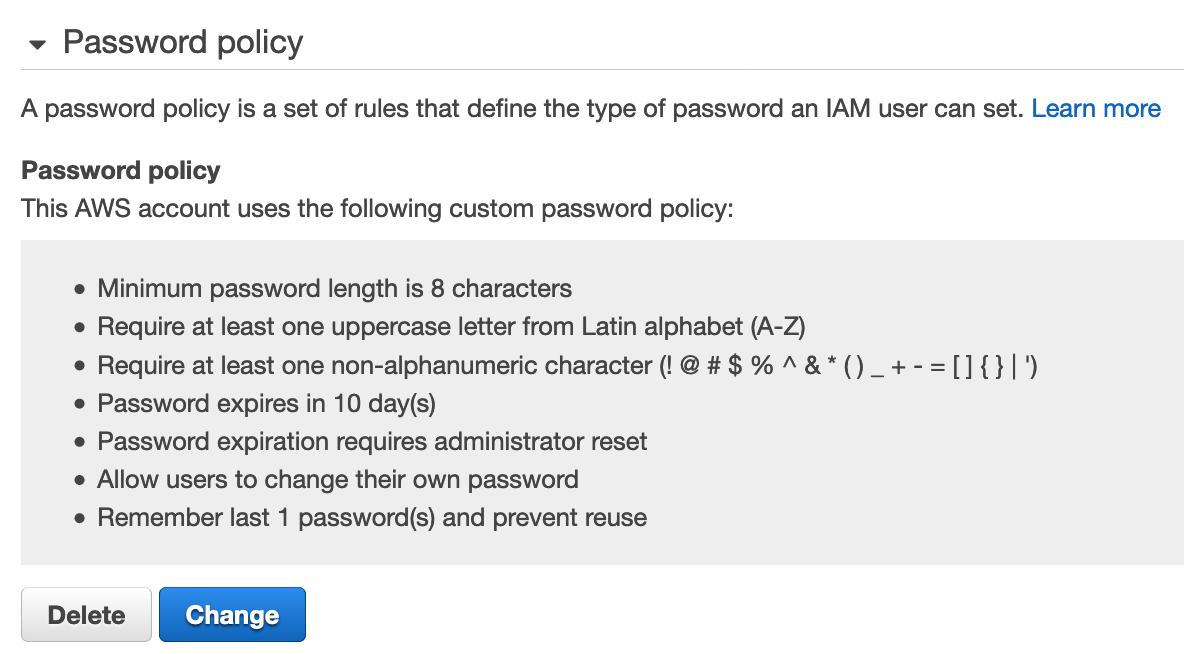 Password policy
A password policy is a set of rules that define the type of password an IAM user can set. Learn more
Password policy
This AWS account uses the following custom password policy:
• Minimum password length is 8 characters
• Require at least one uppercase letter from Latin alphabet (A-Z)
• Require at least one non-alphanumeric character (! @ # $ % ^ & * ( ) _ + - = [ ] { } | ')
• Password expires in 10 day(s)
• Password expiration requires administrator reset
• Allow users to change their own password
• Remember last 1 password(s) and prevent reuse
Delete Change